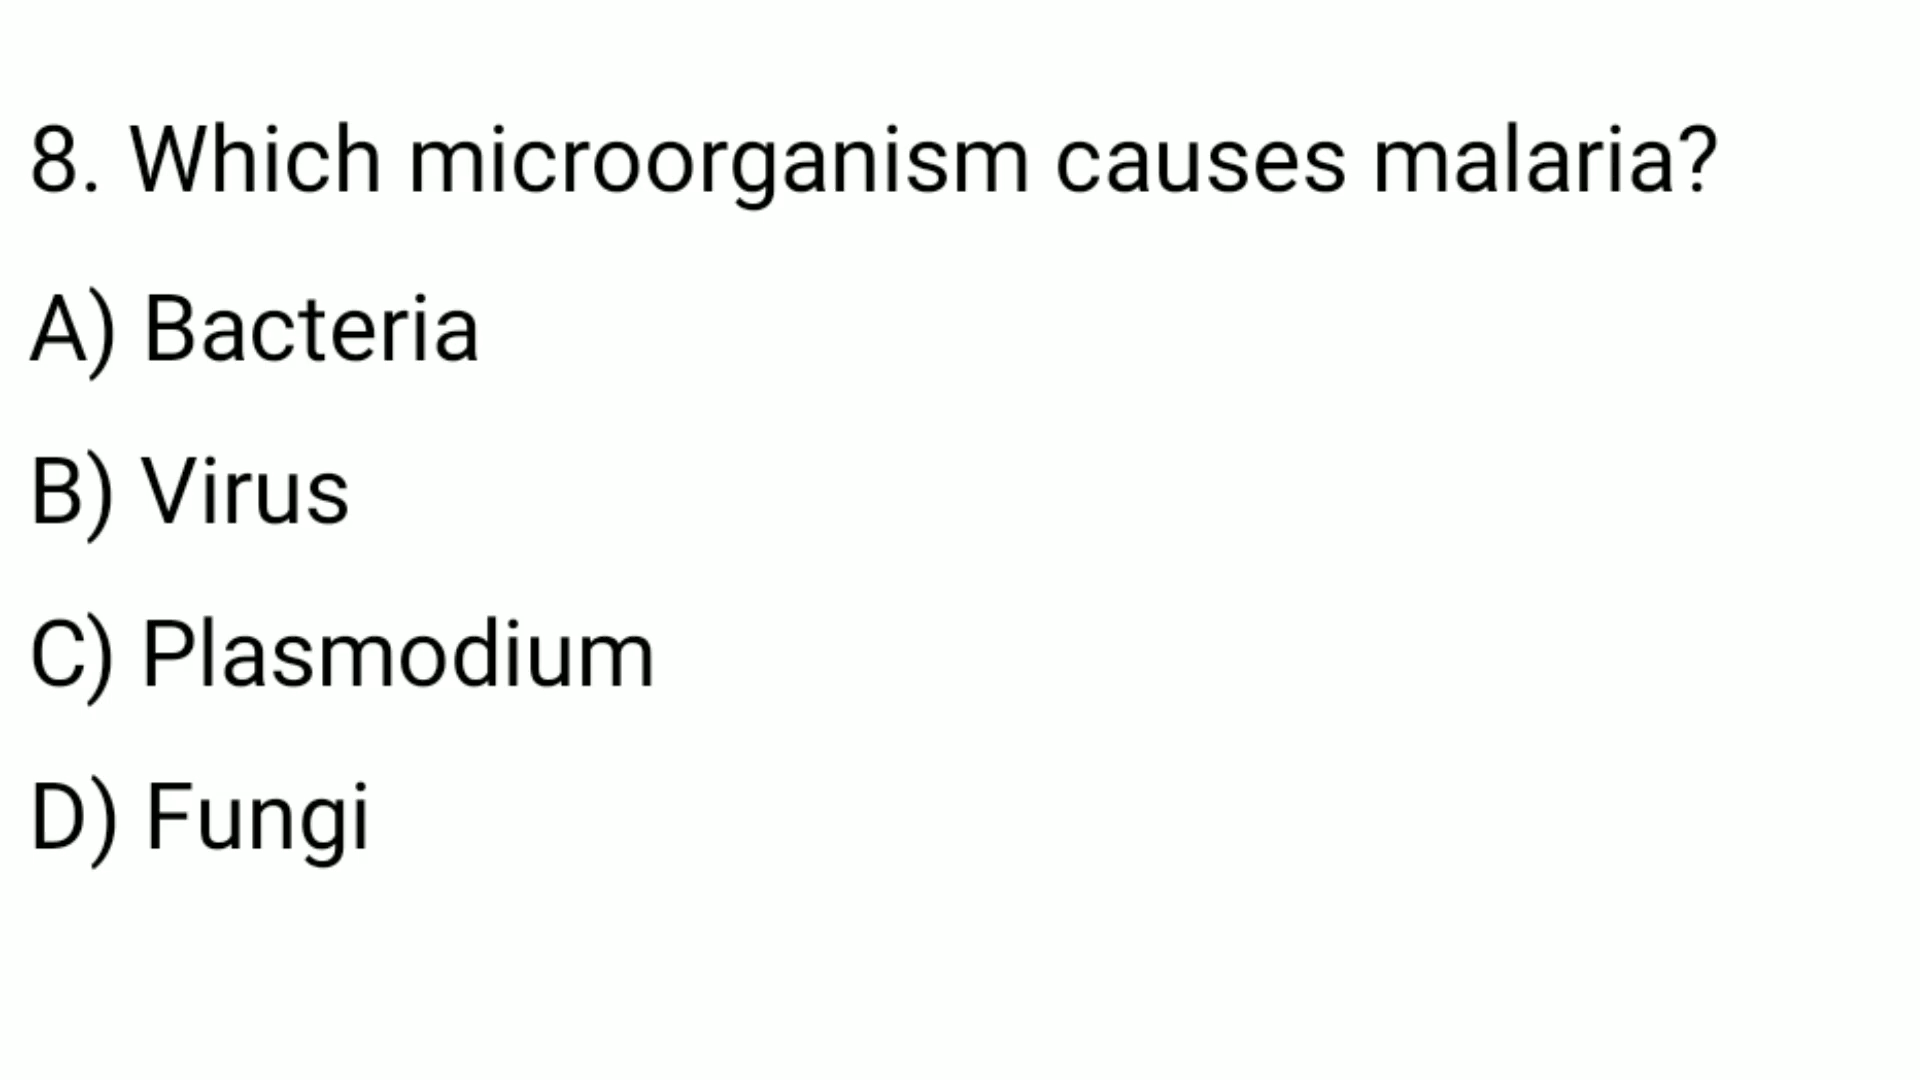 8. Which microorganism causes malaria?
A) Bacteria
B) Virus
C) Plasmodium
D) Fungi